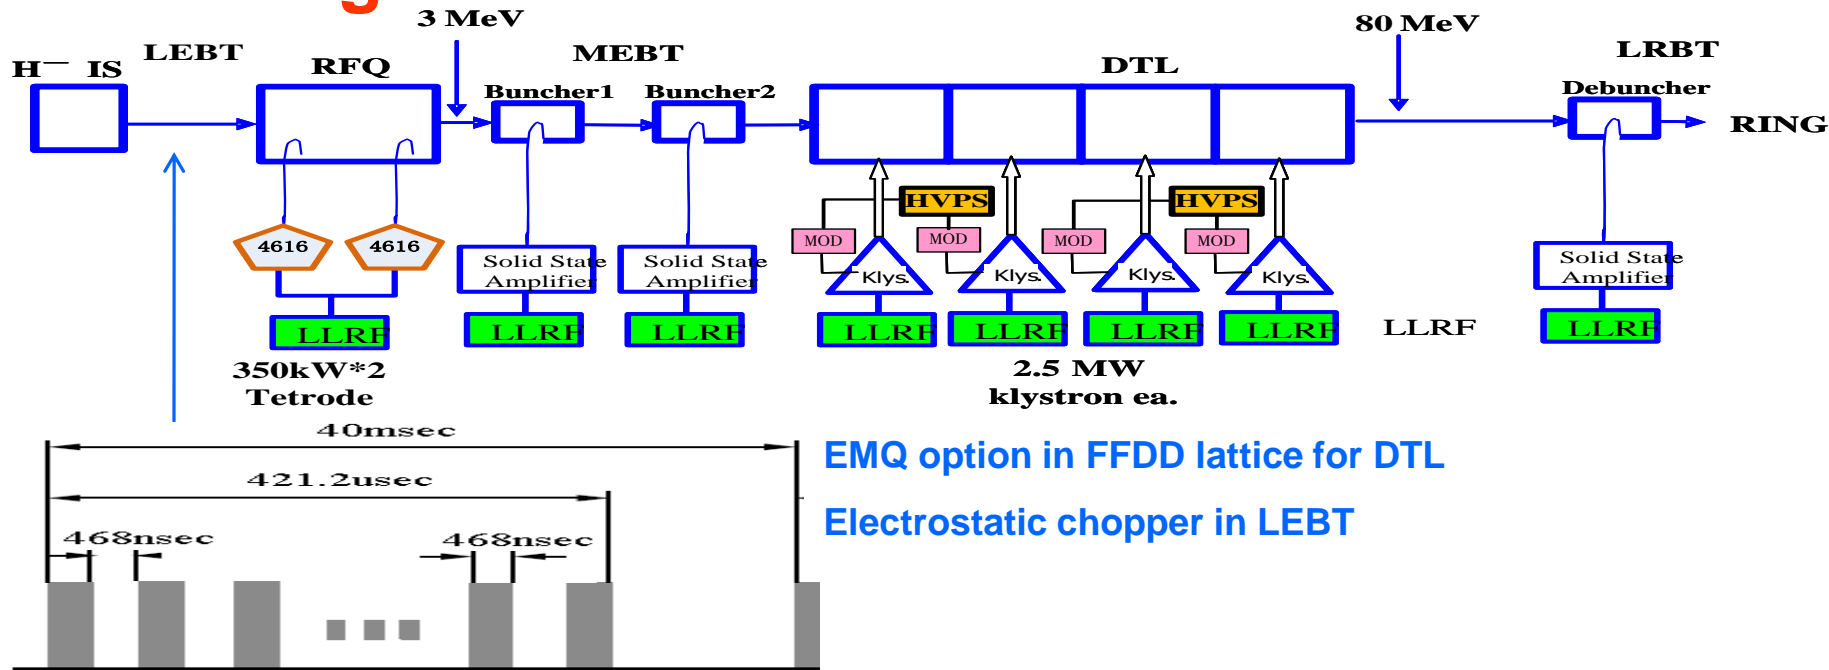 3 MeV
80 MeV
LEBT
MEBT
LRBT
H— IS
RFQ
DTL
Buncher1
Buncher2
Debuncher
RING
HVPS
HVPS
MOD
MOD
MOD
MOD
4616
4616
Solid State
Amplifier
Solid State
Amplifier
Klys.
Klys.
Klys.
Klys.
Solid State
Amplifier
LLRF
LLRF
LLRF
LLRF
LLRF
LLRF
LLRF
LLRF
LLRF
350kW*2
Tetrode
2.5 MW
klystron ea.
40msec
421.2usec
468nsec
468nsec
EMQ option in FFDD lattice for DTL
Electrostatic chopper in LEBT